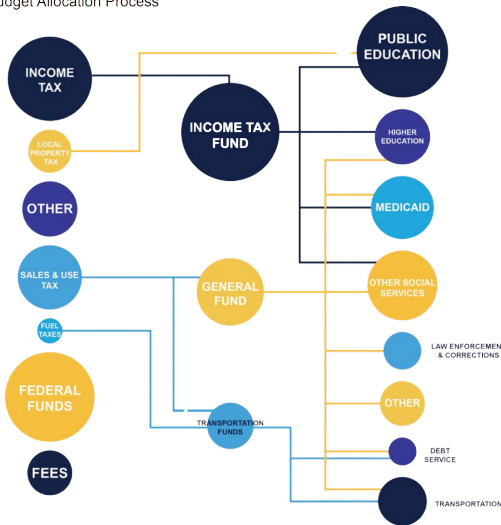 udget Allocation Process
PUBLIC
EDUCATION
INCOME
TAX
INCOME TAX
FUND
LOCAL
PROPERTY
TAX
HIGHER
EDUCATION
OTHER
MEDICAID
SALES & USE
TAX
GENERAL
FUND
OTHER SOCIAL
SERVICES
FUEL
TAXES
LAW ENFORCEMEN
& CORRECTIONS
FEDERAL
FUNDS
OTHER
TRANSPORTATION
FUNDS
DEBT
SERVICE
FEES
TRANSPORTATION